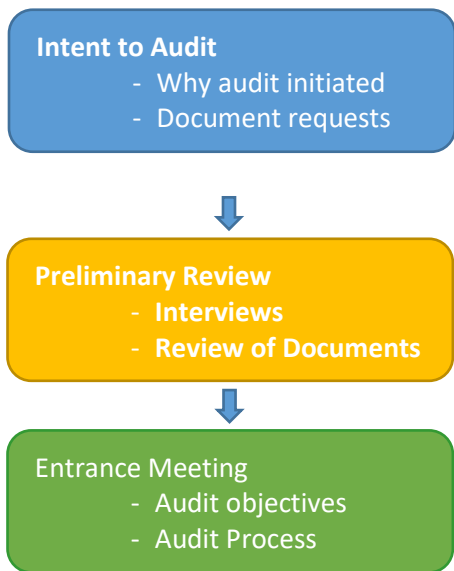 Intent to Audit
- Why audit initiated
- Document requests
Preliminary Review
- Interviews
- Review of Documents
Entrance Meeting
- Audit objectives
- Audit Process